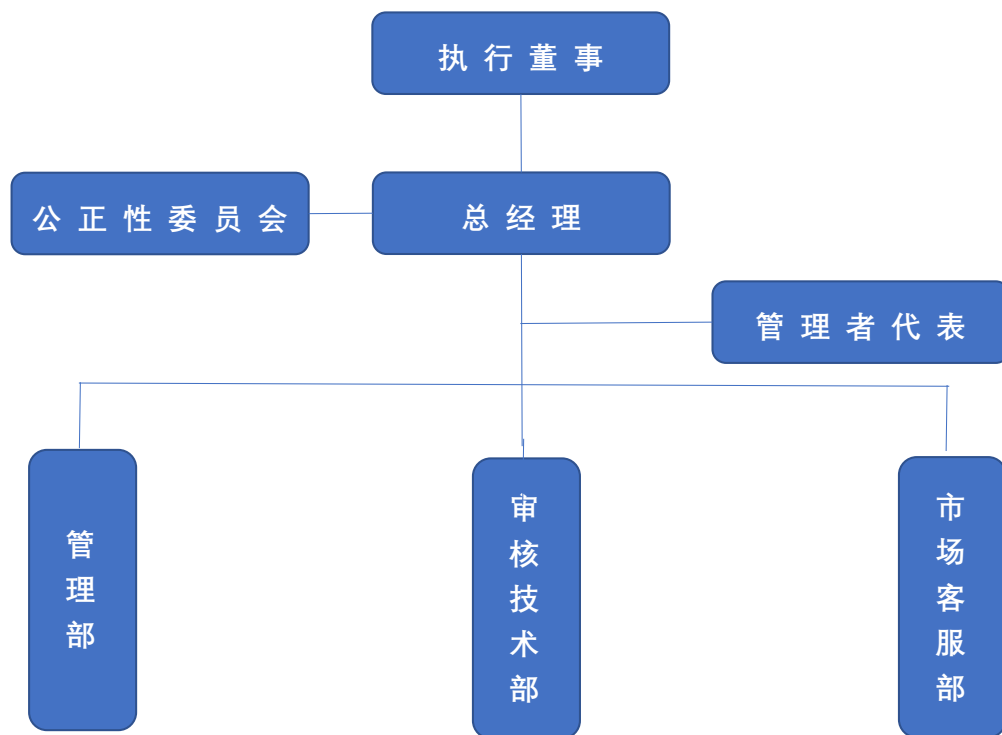 执行董事
公正性委员会
总经理
管理者代表
管理部
审核技术部
市场客服部